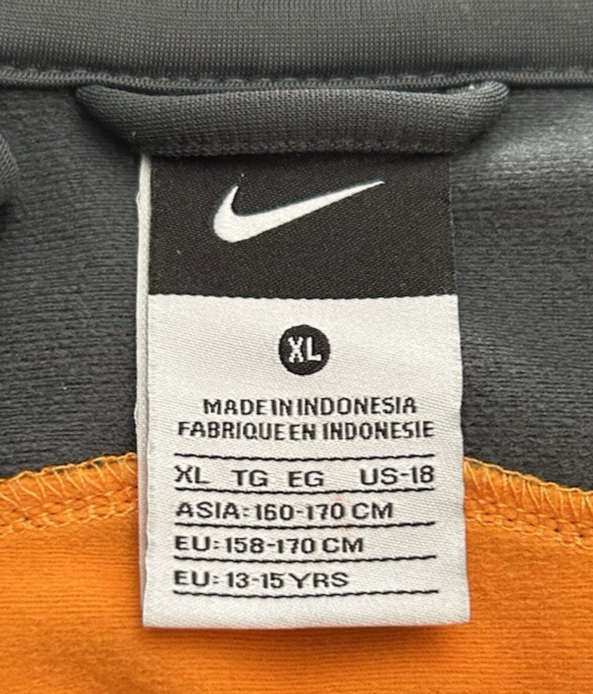 XL
MADE IN INDONESIA
FABRIQUE EN INDONESIE
XL TG EG US-18
ASIA: 160-170 CM
EU: 158-170 CM
EU: 13-15 YRS